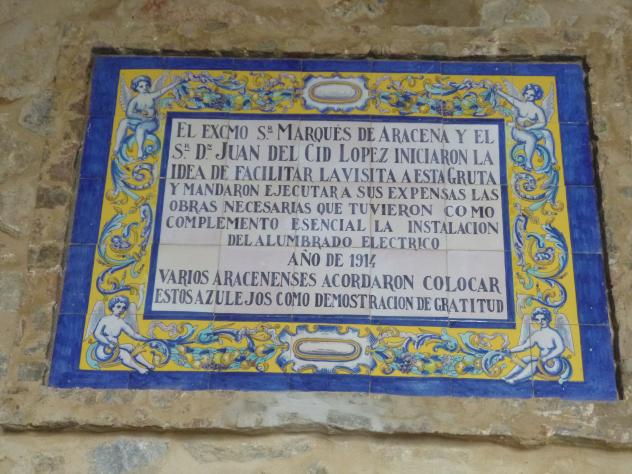 EL EXCMO Sᴿ MARQUÉS DE ARACENA Y EL
Sᴿ Dᴺ JUAN DEL CID LOPEZ INICIARON LA
IDEA DE FACILITAR LA VISITA A ESTA GRUTA
Y MANDARON EJECUTAR A SUS EXPENSAS LAS
OBRAS NECESARIAS QUE TUVIERON COMO
COMPLEMENTO ESENCIAL LA INSTALACION
DEL ALUMBRADO ELECTRICO
AÑO DE 1914
VARIOS ARACENENSES ACORDARON COLOCAR
ESTOS AZULEJOS COMO DEMOSTRACION DE GRATITUD